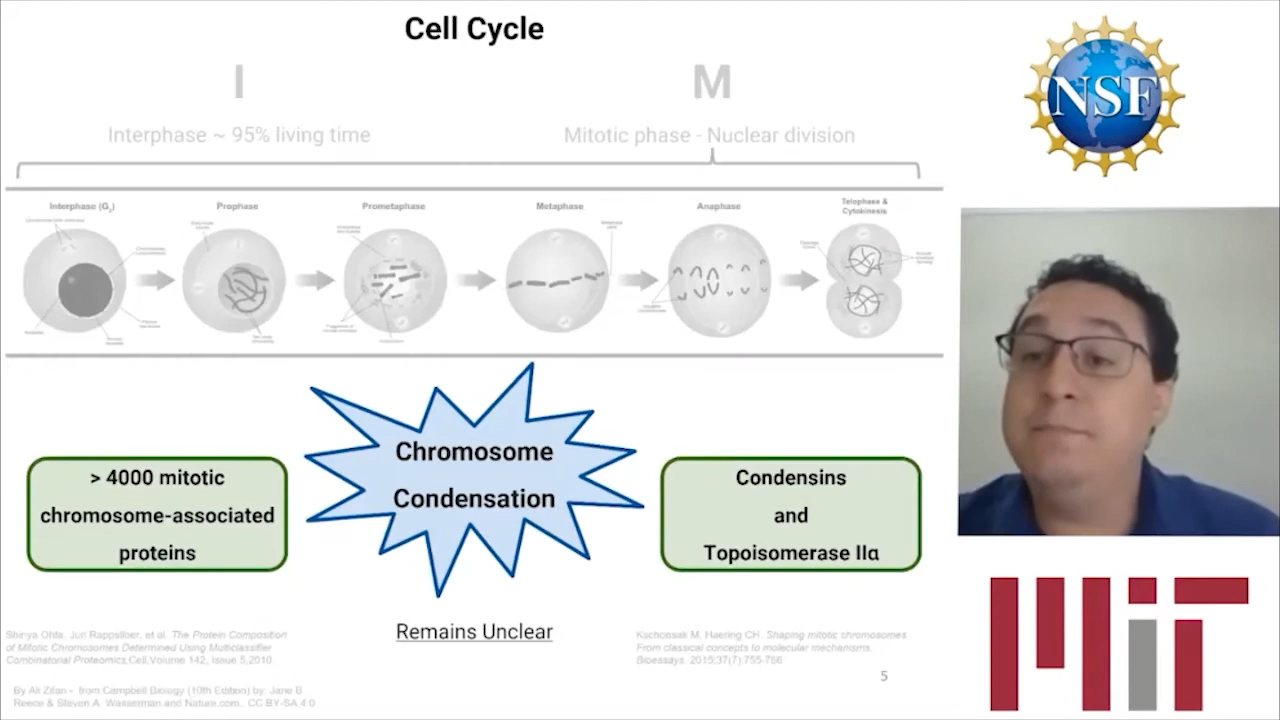 Cell Cycle
I
M
Interphase ~ 95% living time
Mitotic phase - Nuclear division
Interphase (G2)
Prophase
Prometaphase
Metaphase
Anaphase
Telophase &
Cytokinesis
Chromosome
Condensation
> 4000 mitotic
chromosome-associated
proteins
Condensins
and
Topoisomerase IIα
Remains Unclear
Shinya Ohta, Juri Rappsilber, et al. The Protein Composition
of Mitotic Chromosomes Determined Using Multiclassifier
Combinatorial Proteomics,Cell,Volume 142, Issue 5,2010.
Kschonsak M, Haering CH. Shaping mitotic chromosomes
From classical concepts to molecular mechanisms.
Bioessays. 2015;37(7):755-766.
5
By Ali Zifan - from Campbell Biology (10th Edition) by: Jane B
Reece & Steven A. Wasserman and Nature.com., CC BY-SA 4.0
NSF
MIT